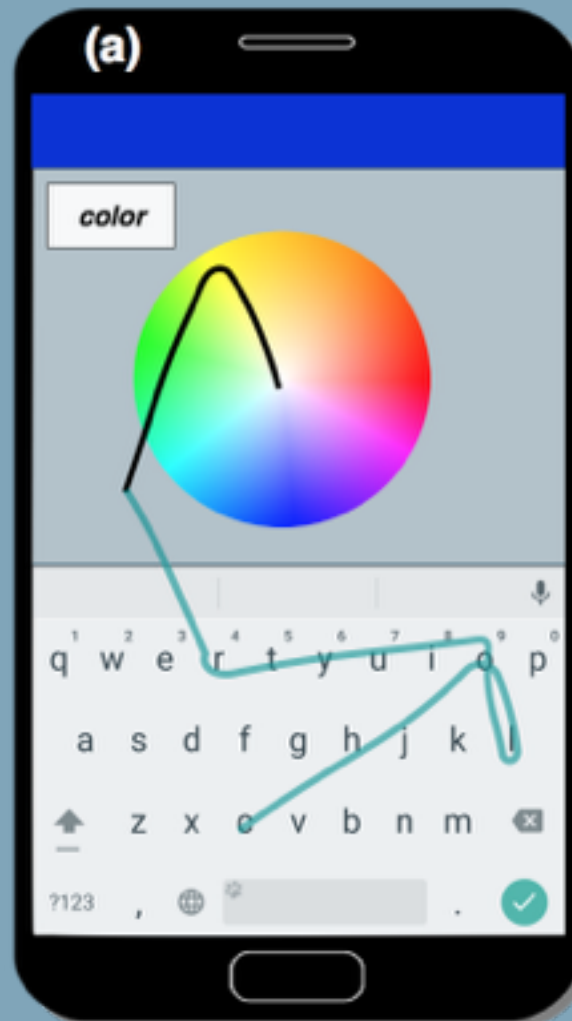 (a)
color
1 2 3 4 5 6 7 8 9 0
q w e r t y u i o p
a s d f g h j k l
z x c v b n m
?123 , .